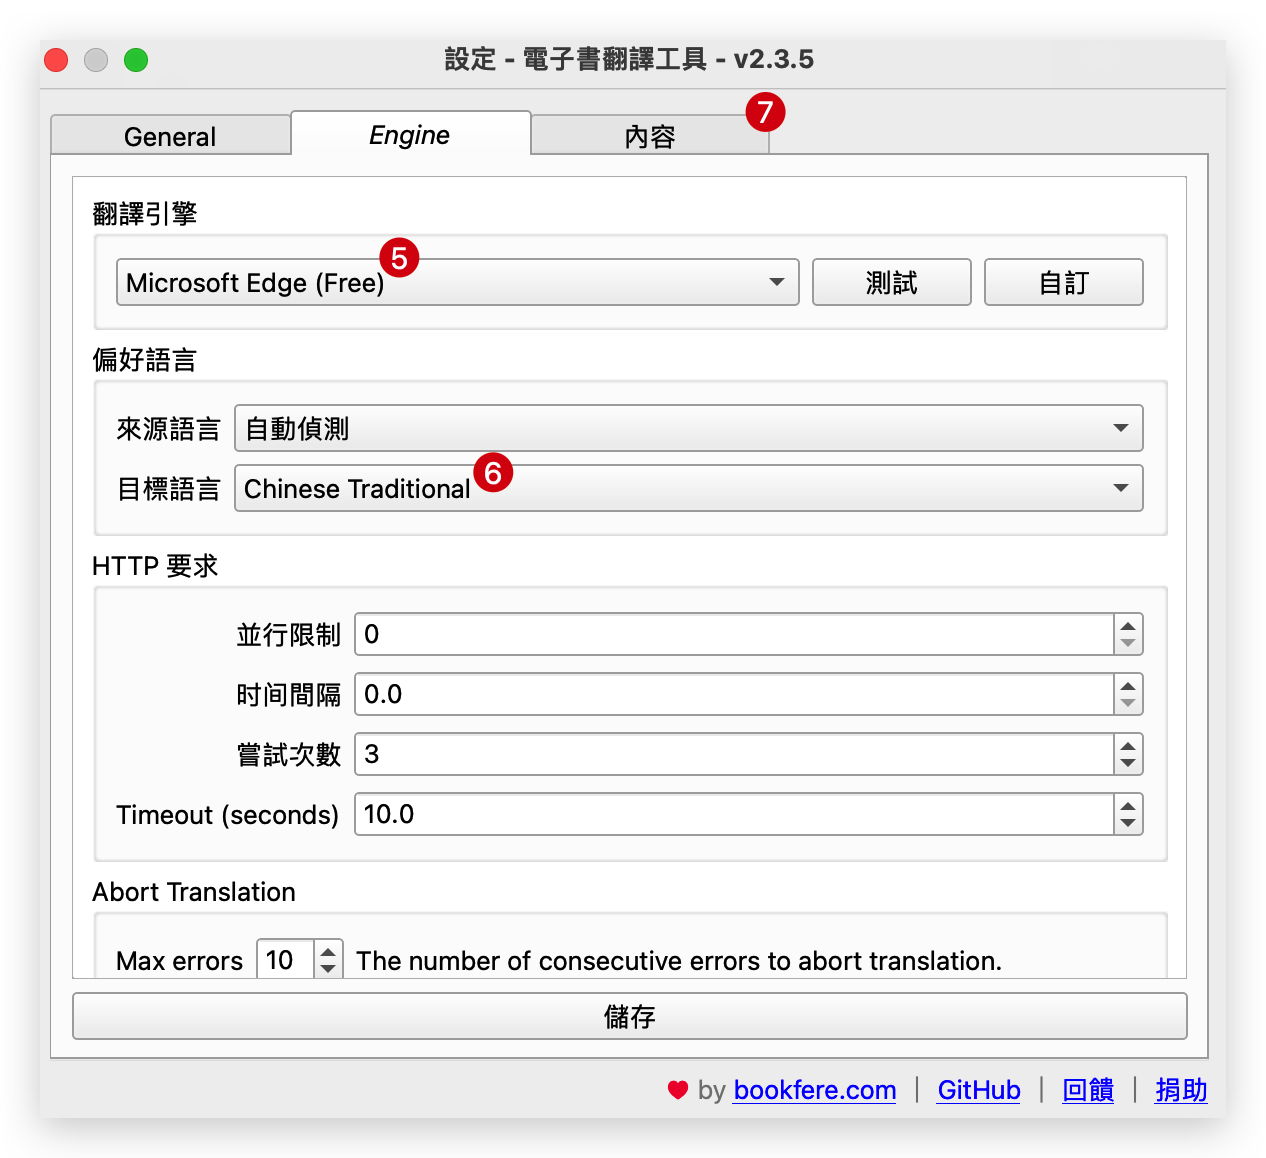 設定 - 電子書翻譯工具 - v2.3.5
General Engine 內容 7
翻譯引擎
Microsoft Edge (Free) 5 測試 自訂
偏好語言
來源語言 自動偵測
目標語言 Chinese Traditional 6
HTTP 要求
並行限制 0
时间間隔 0.0
嘗試次數 3
Timeout (seconds) 10.0
Abort Translation
Max errors 10 The number of consecutive errors to abort translation.
儲存
♥ by bookfere.com | GitHub | 回饋 | 捐助